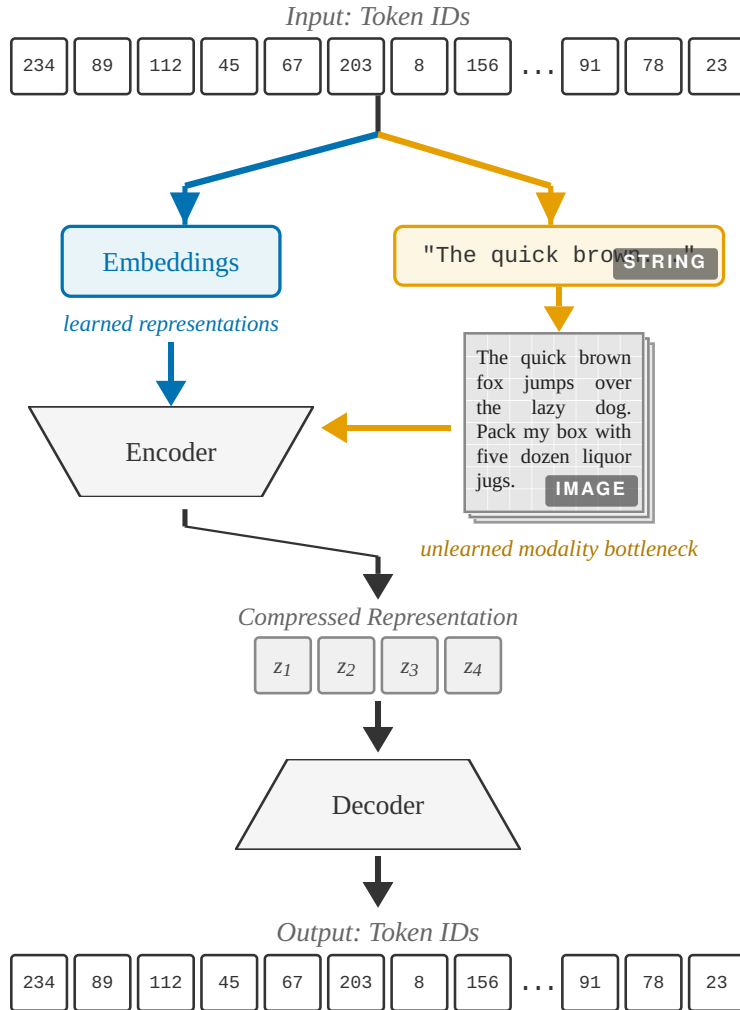 Input: Token IDs
234 89 112 45 67 203 8 156 ... 91 78 23
Embeddings
"The quick brown..."
STRING
learned representations
The quick brown
fox jumps over
the lazy dog.
Pack my box with
five dozen liquor
jugs.
IMAGE
Encoder
unlearned modality bottleneck
Compressed Representation
z1 z2 z3 z4
Decoder
Output: Token IDs
234 89 112 45 67 203 8 156 ... 91 78 23